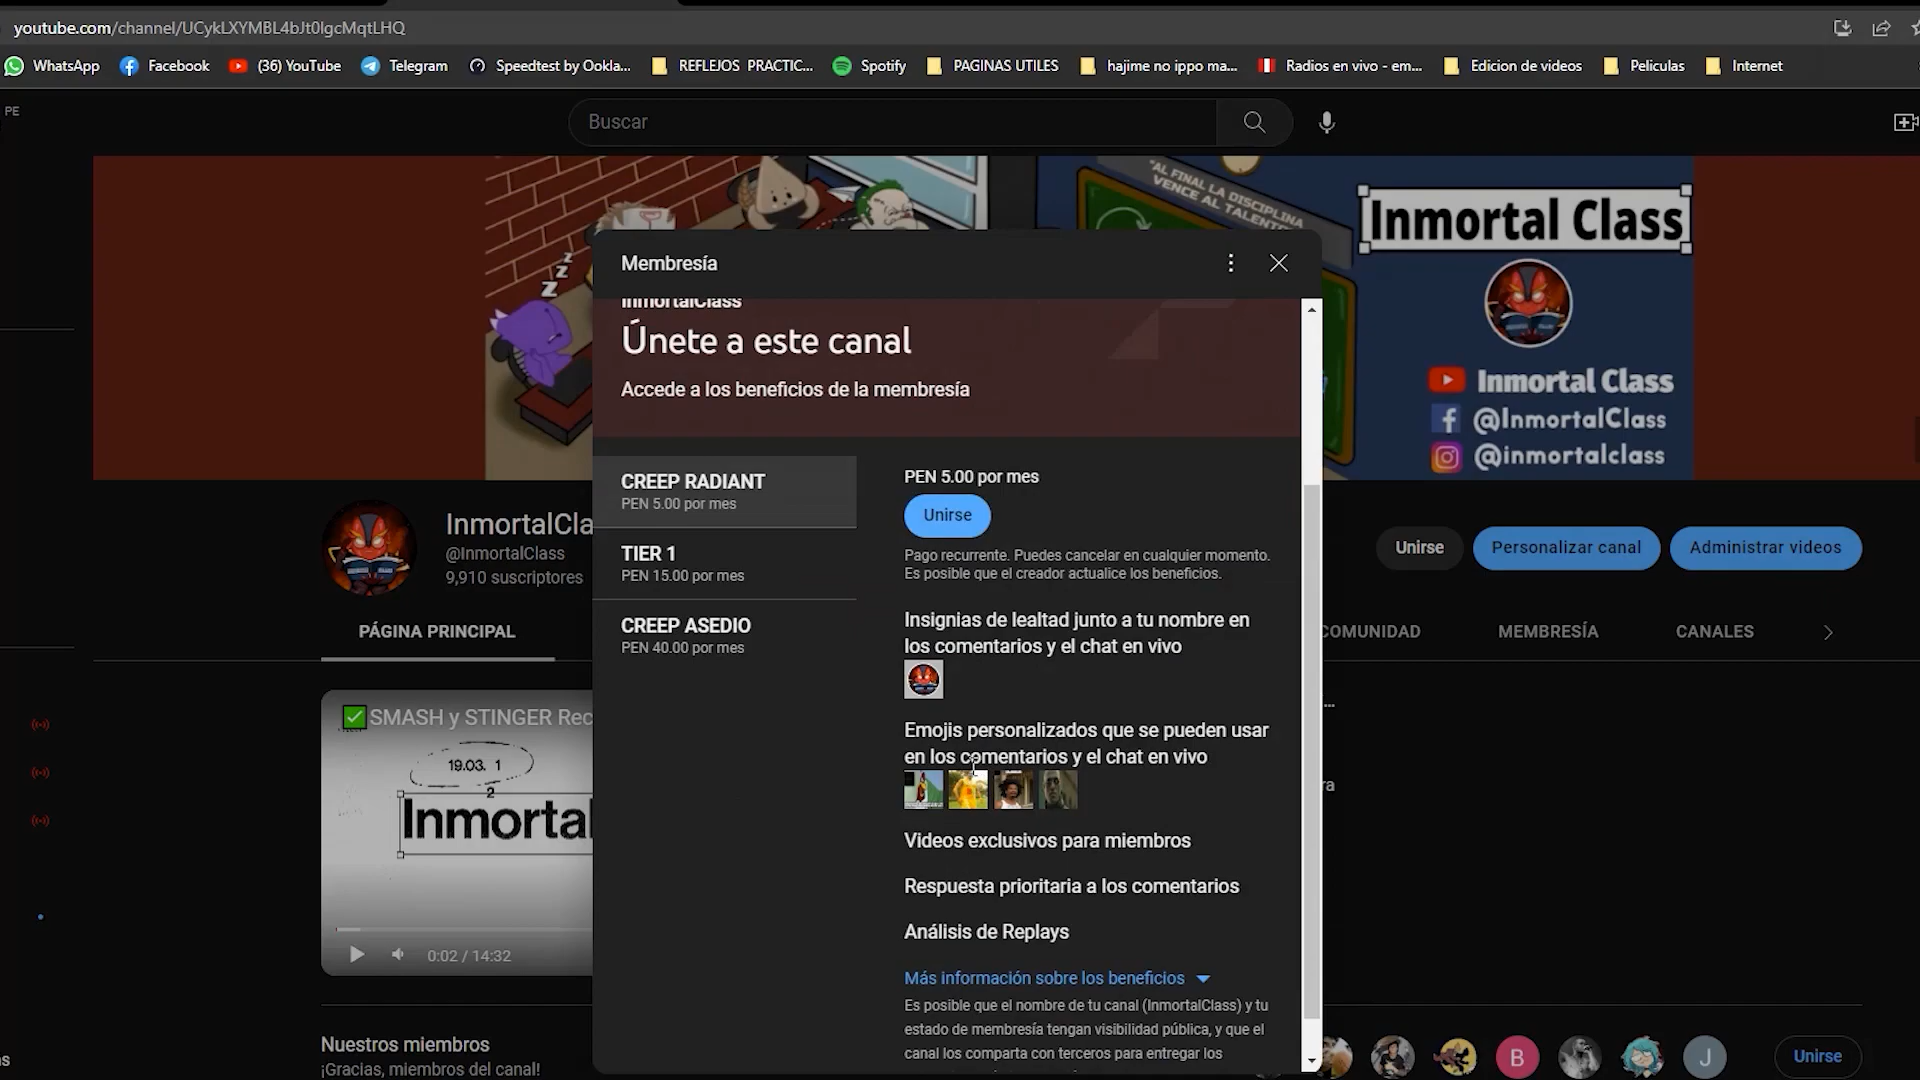 youtube.com/channel/UCykLXYMBL4bJt0lgcMqtLHQ
WhatsApp
Facebook
(36) YouTube
Telegram
Speedtest by Ookla...
REFLEJOS PRACTIC...
Spotify
PAGINAS UTILES
hajime no ippo ma...
Radios en vivo - em...
Edicion de videos
Peliculas
Internet
PE
Buscar
"AL FINAL LA DISCIPLINA
VENCE AL TALENTO
Inmortal Class
Inmortal Class
@InmortalClass
@inmortalclass
z
z
Z
Membresía
InmortalClass
Únete a este canal
Accede a los beneficios de la membresía
CREEP RADIANT
PEN 5.00 por mes
TIER 1
PEN 15.00 por mes
CREEP ASEDIO
PEN 40.00 por mes
PEN 5.00 por mes
Unirse
Pago recurrente. Puedes cancelar en cualquier momento.
Es posible que el creador actualice los beneficios.
Insignias de lealtad junto a tu nombre en
los comentarios y el chat en vivo
Emojis personalizados que se pueden usar
en los comentarios y el chat en vivo
Videos exclusivos para miembros
Respuesta prioritaria a los comentarios
Análisis de Replays
Más información sobre los beneficios
Es posible que el nombre de tu canal (InmortalClass) y tu
estado de membresía tengan visibilidad pública, y que el
canal los comparta con terceros para entregar los
InmortalCla
@InmortalClass
9,910 suscriptores
Unirse
Personalizar canal
Administrar videos
PÁGINA PRINCIPAL
COMUNIDAD
MEMBRESÍA
CANALES
SMASH y STINGER Rec
19.03. 1
2
Inmortal
0:02 / 14:32
...
ra
Nuestros miembros
¡Gracias, miembros del canal!
as
B
J
Unirse